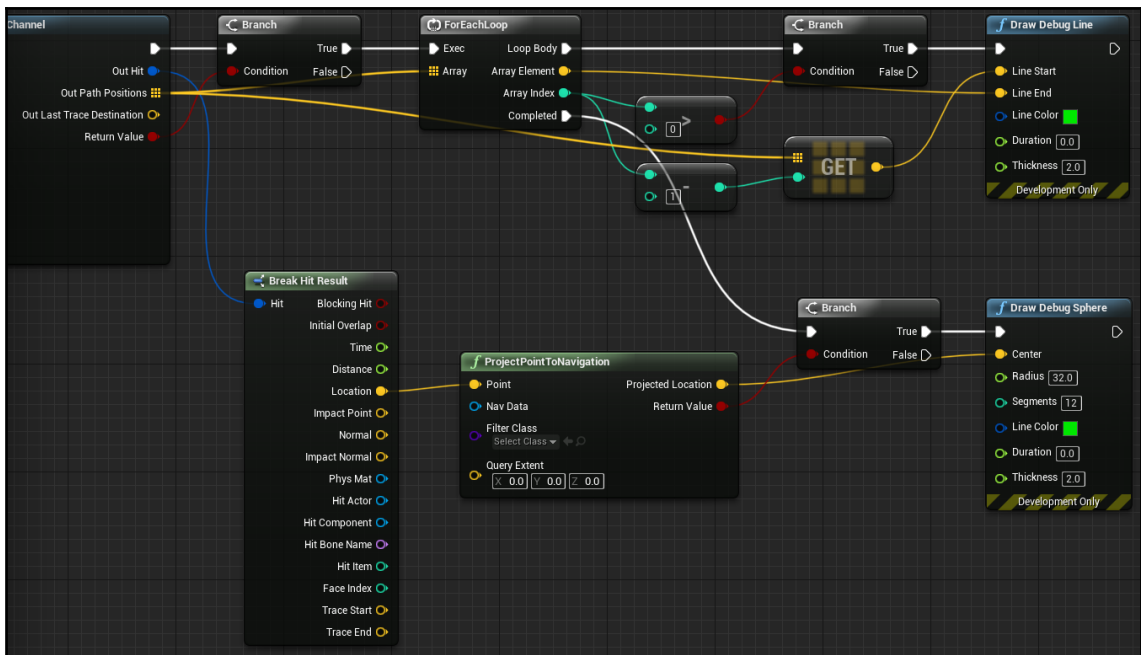 Channel
Out Hit
Out Path Positions
Out Last Trace Destination
Return Value
Branch
True
Condition
False
ForEachLoop
Exec
Loop Body
Array
Array Element
Array Index
Completed
>
0
-
1
GET
Branch
True
Condition
False
Draw Debug Line
Line Start
Line End
Line Color
Duration 0.0
Thickness 2.0
Development Only
Break Hit Result
Hit
Blocking Hit
Initial Overlap
Time
Distance
Location
Impact Point
Normal
Impact Normal
Phys Mat
Hit Actor
Hit Component
Hit Bone Name
Hit Item
Face Index
Trace Start
Trace End
ProjectPointToNavigation
Point
Projected Location
Nav Data
Return Value
Filter Class
Select Class
Query Extent
X 0.0 Y 0.0 Z 0.0
Branch
True
Condition
False
Draw Debug Sphere
Center
Radius 32.0
Segments 12
Line Color
Duration 0.0
Thickness 2.0
Development Only